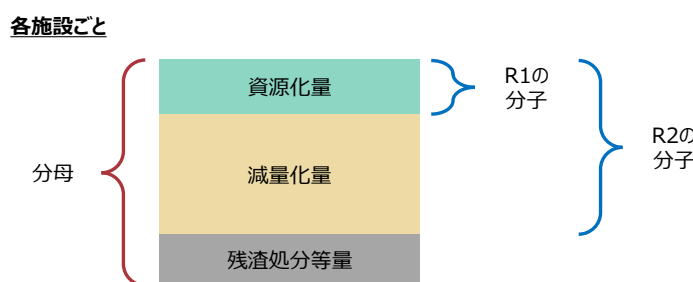 各施設ごと
資源化量
R1の
分子
R2の
分子
分母
減量化量
残渣処分等量